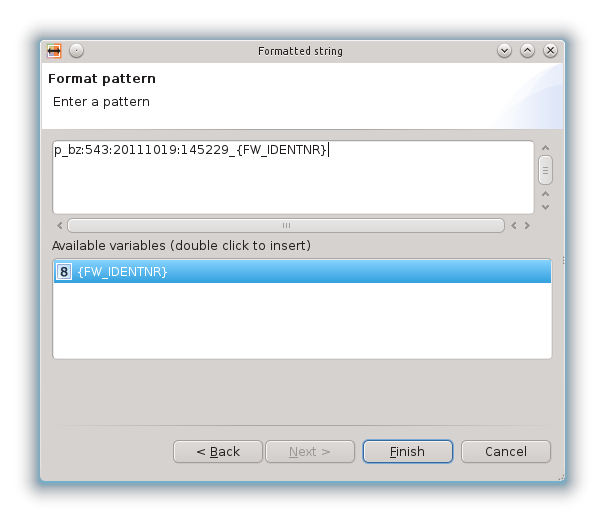 Formatted string
Format pattern
Enter a pattern
p_bz:543:20111019:145229_{FW_IDENTNR}
Available variables (double click to insert)
8 {FW_IDENTNR}
< Back Next > Finish Cancel